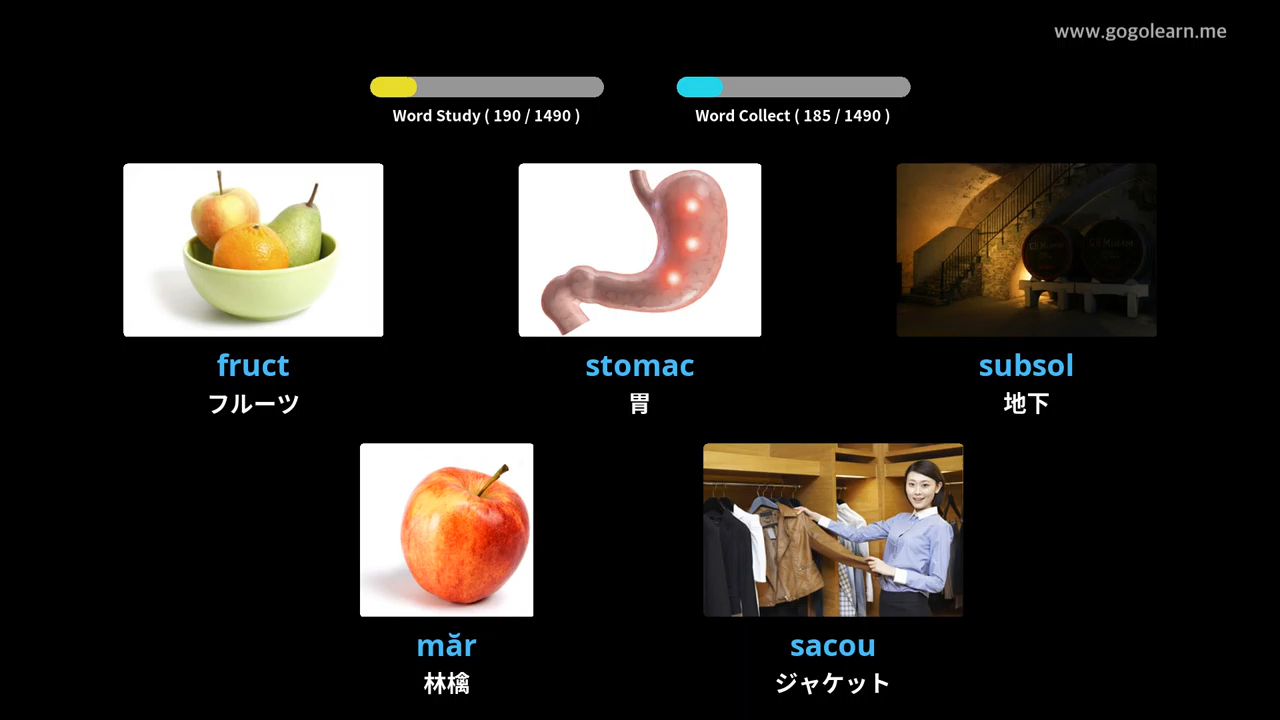 www.gogolearn.me
Word Study ( 190 / 1490 )
Word Collect ( 185 / 1490 )
fruct
フルーツ
stomac
胃
subsol
地下
măr
林檎
sacou
ジャケット